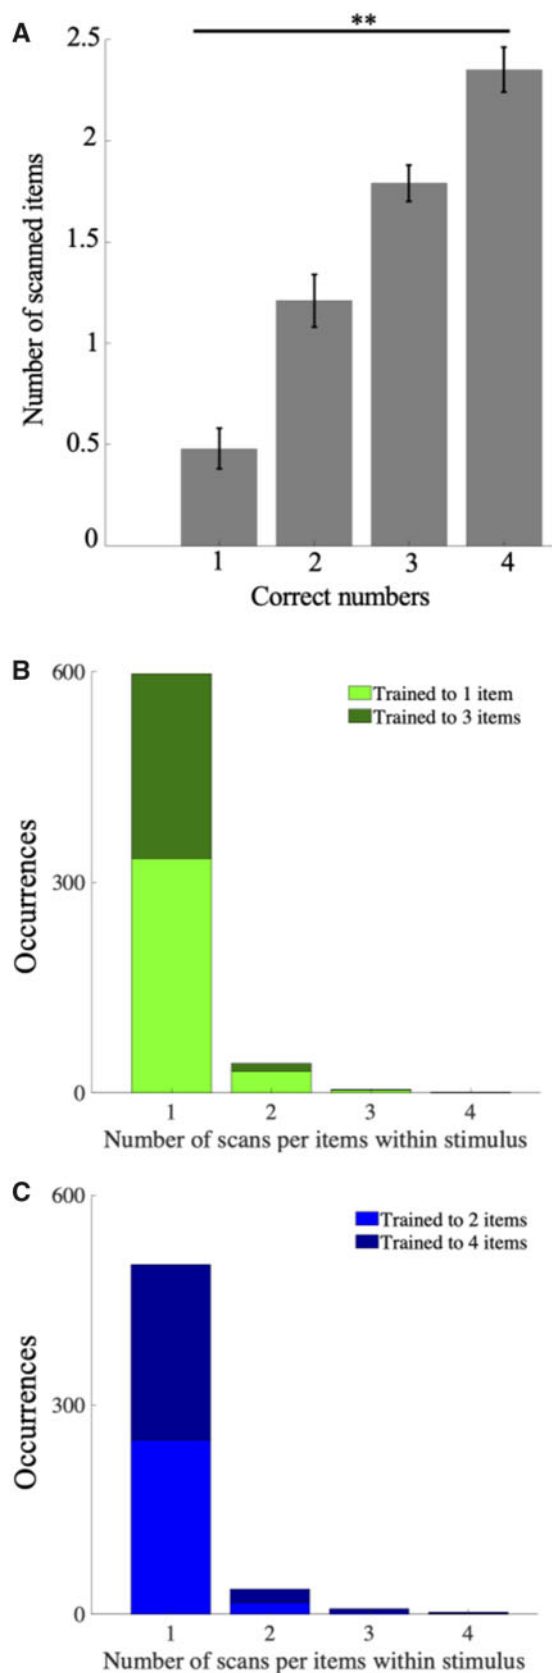 A
**
2.5
2
1.5
1
0.5
0
Number of scanned items
1 2 3 4
Correct numbers
B
600
300
0
Occurrences
Trained to 1 item
Trained to 3 items
1 2 3 4
Number of scans per items within stimulus
C
600
300
0
Occurrences
Trained to 2 items
Trained to 4 items
1 2 3 4
Number of scans per items within stimulus